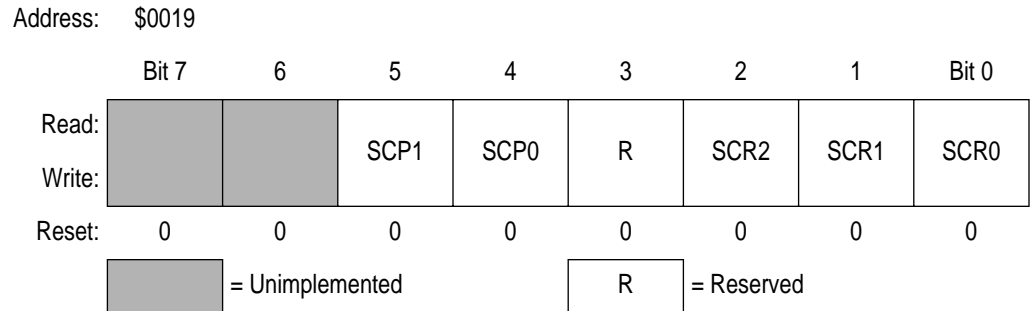 Address: $0019
Bit 7 6 5 4 3 2 1 Bit 0
Read:
SCP1 SCP0 R SCR2 SCR1 SCR0
Write:
Reset: 0 0 0 0 0 0 0 0
= Unimplemented R = Reserved